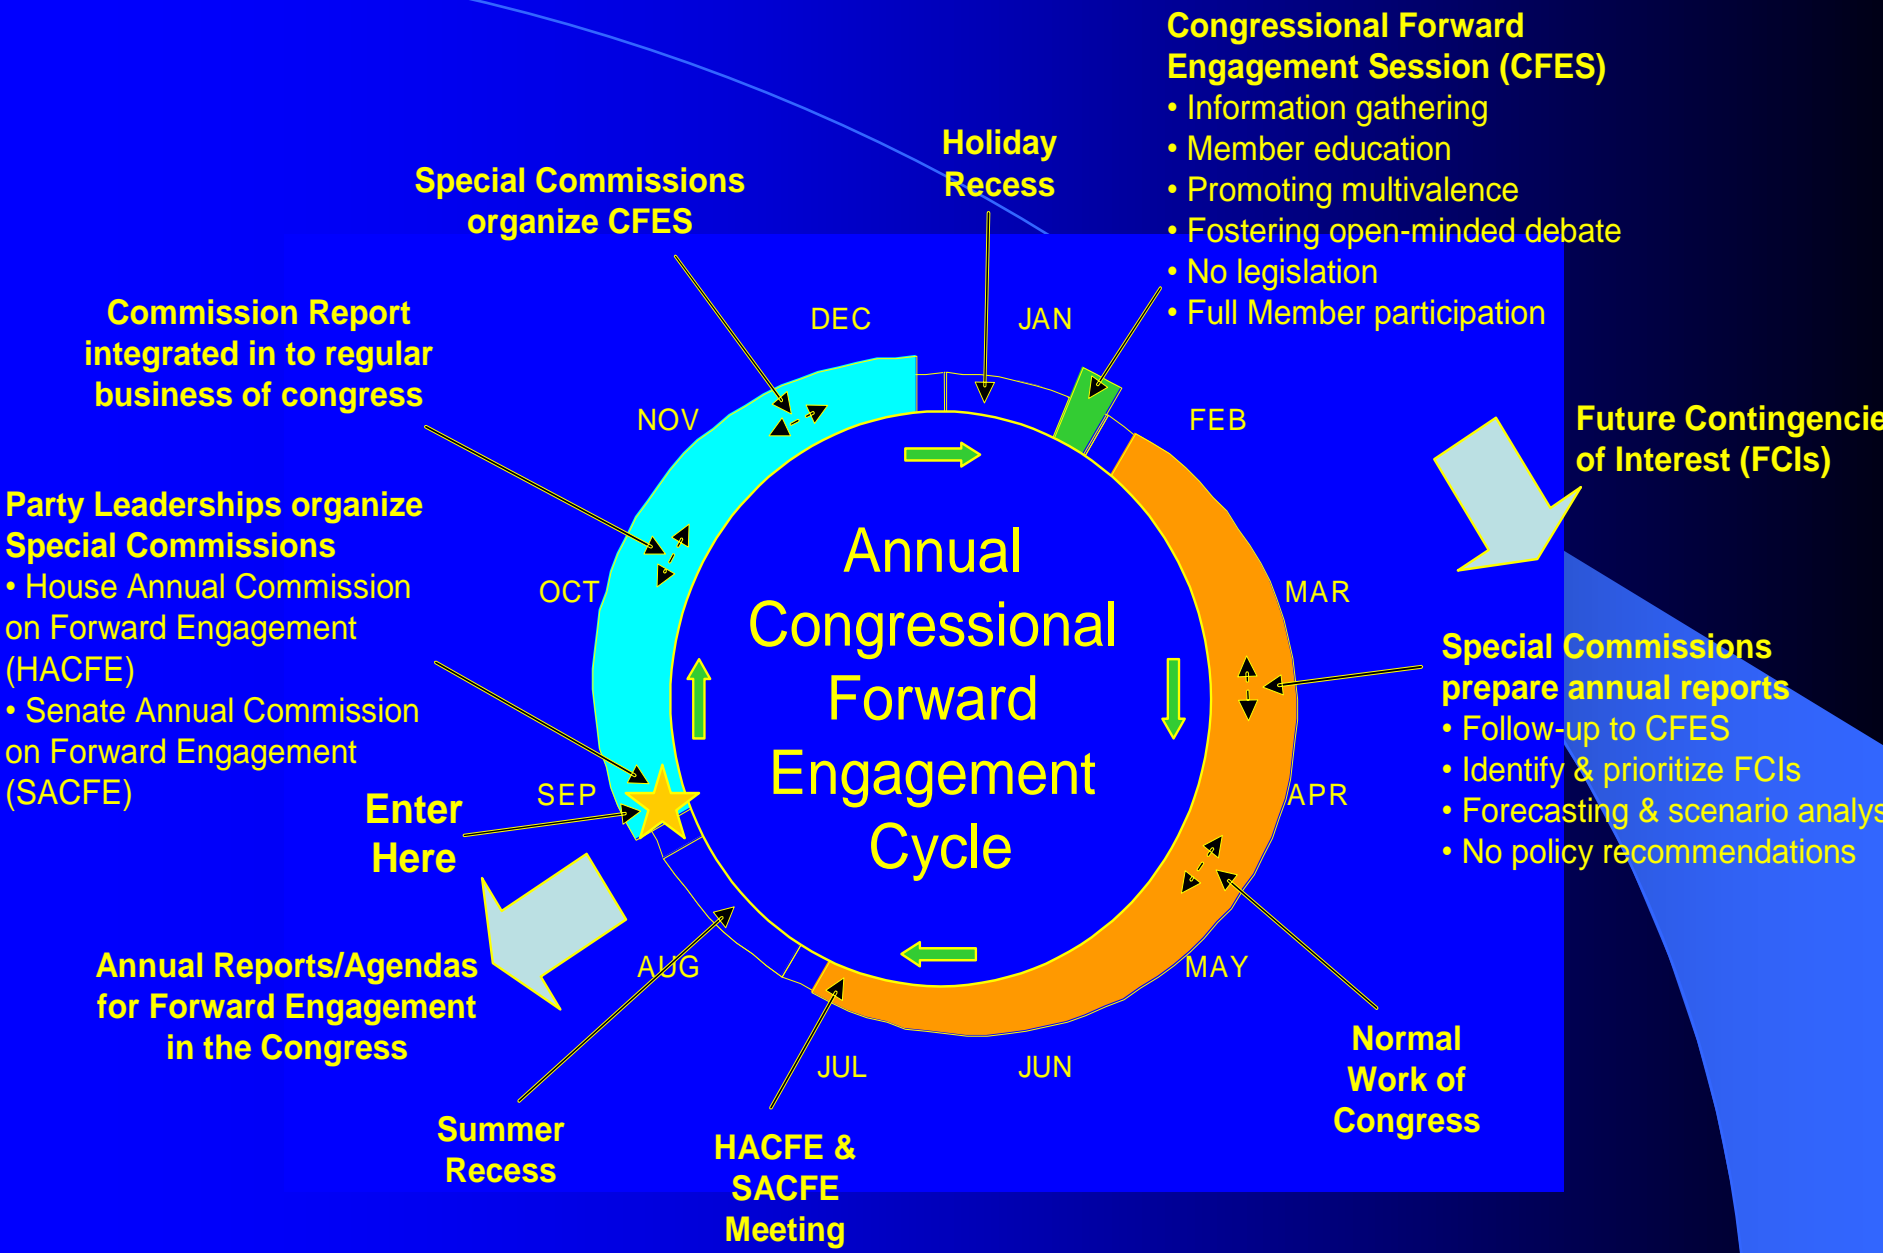 Congressional Forward
Engagement Session (CFES)
• Information gathering
• Member education
• Promoting multivalence
• Fostering open-minded debate
• No legislation
• Full Member participation
Holiday
Recess
Special Commissions
organize CFES
Commission Report
integrated in to regular
business of congress
Party Leaderships organize
Special Commissions
• House Annual Commission
on Forward Engagement
(HACFE)
• Senate Annual Commission
on Forward Engagement
(SACFE)
Enter
Here
DEC
JAN
NOV
FEB
OCT
MAR
SEP
APR
AUG
MAY
JUL
JUN
Annual
Congressional
Forward
Engagement
Cycle
Future Contingencie
of Interest (FCIs)
Special Commissions
prepare annual reports
• Follow-up to CFES
• Identify & prioritize FCIs
• Forecasting & scenario analys
• No policy recommendations
Annual Reports/Agendas
for Forward Engagement
in the Congress
Summer
Recess
HACFE &
SACFE
Meeting
Normal
Work of
Congress